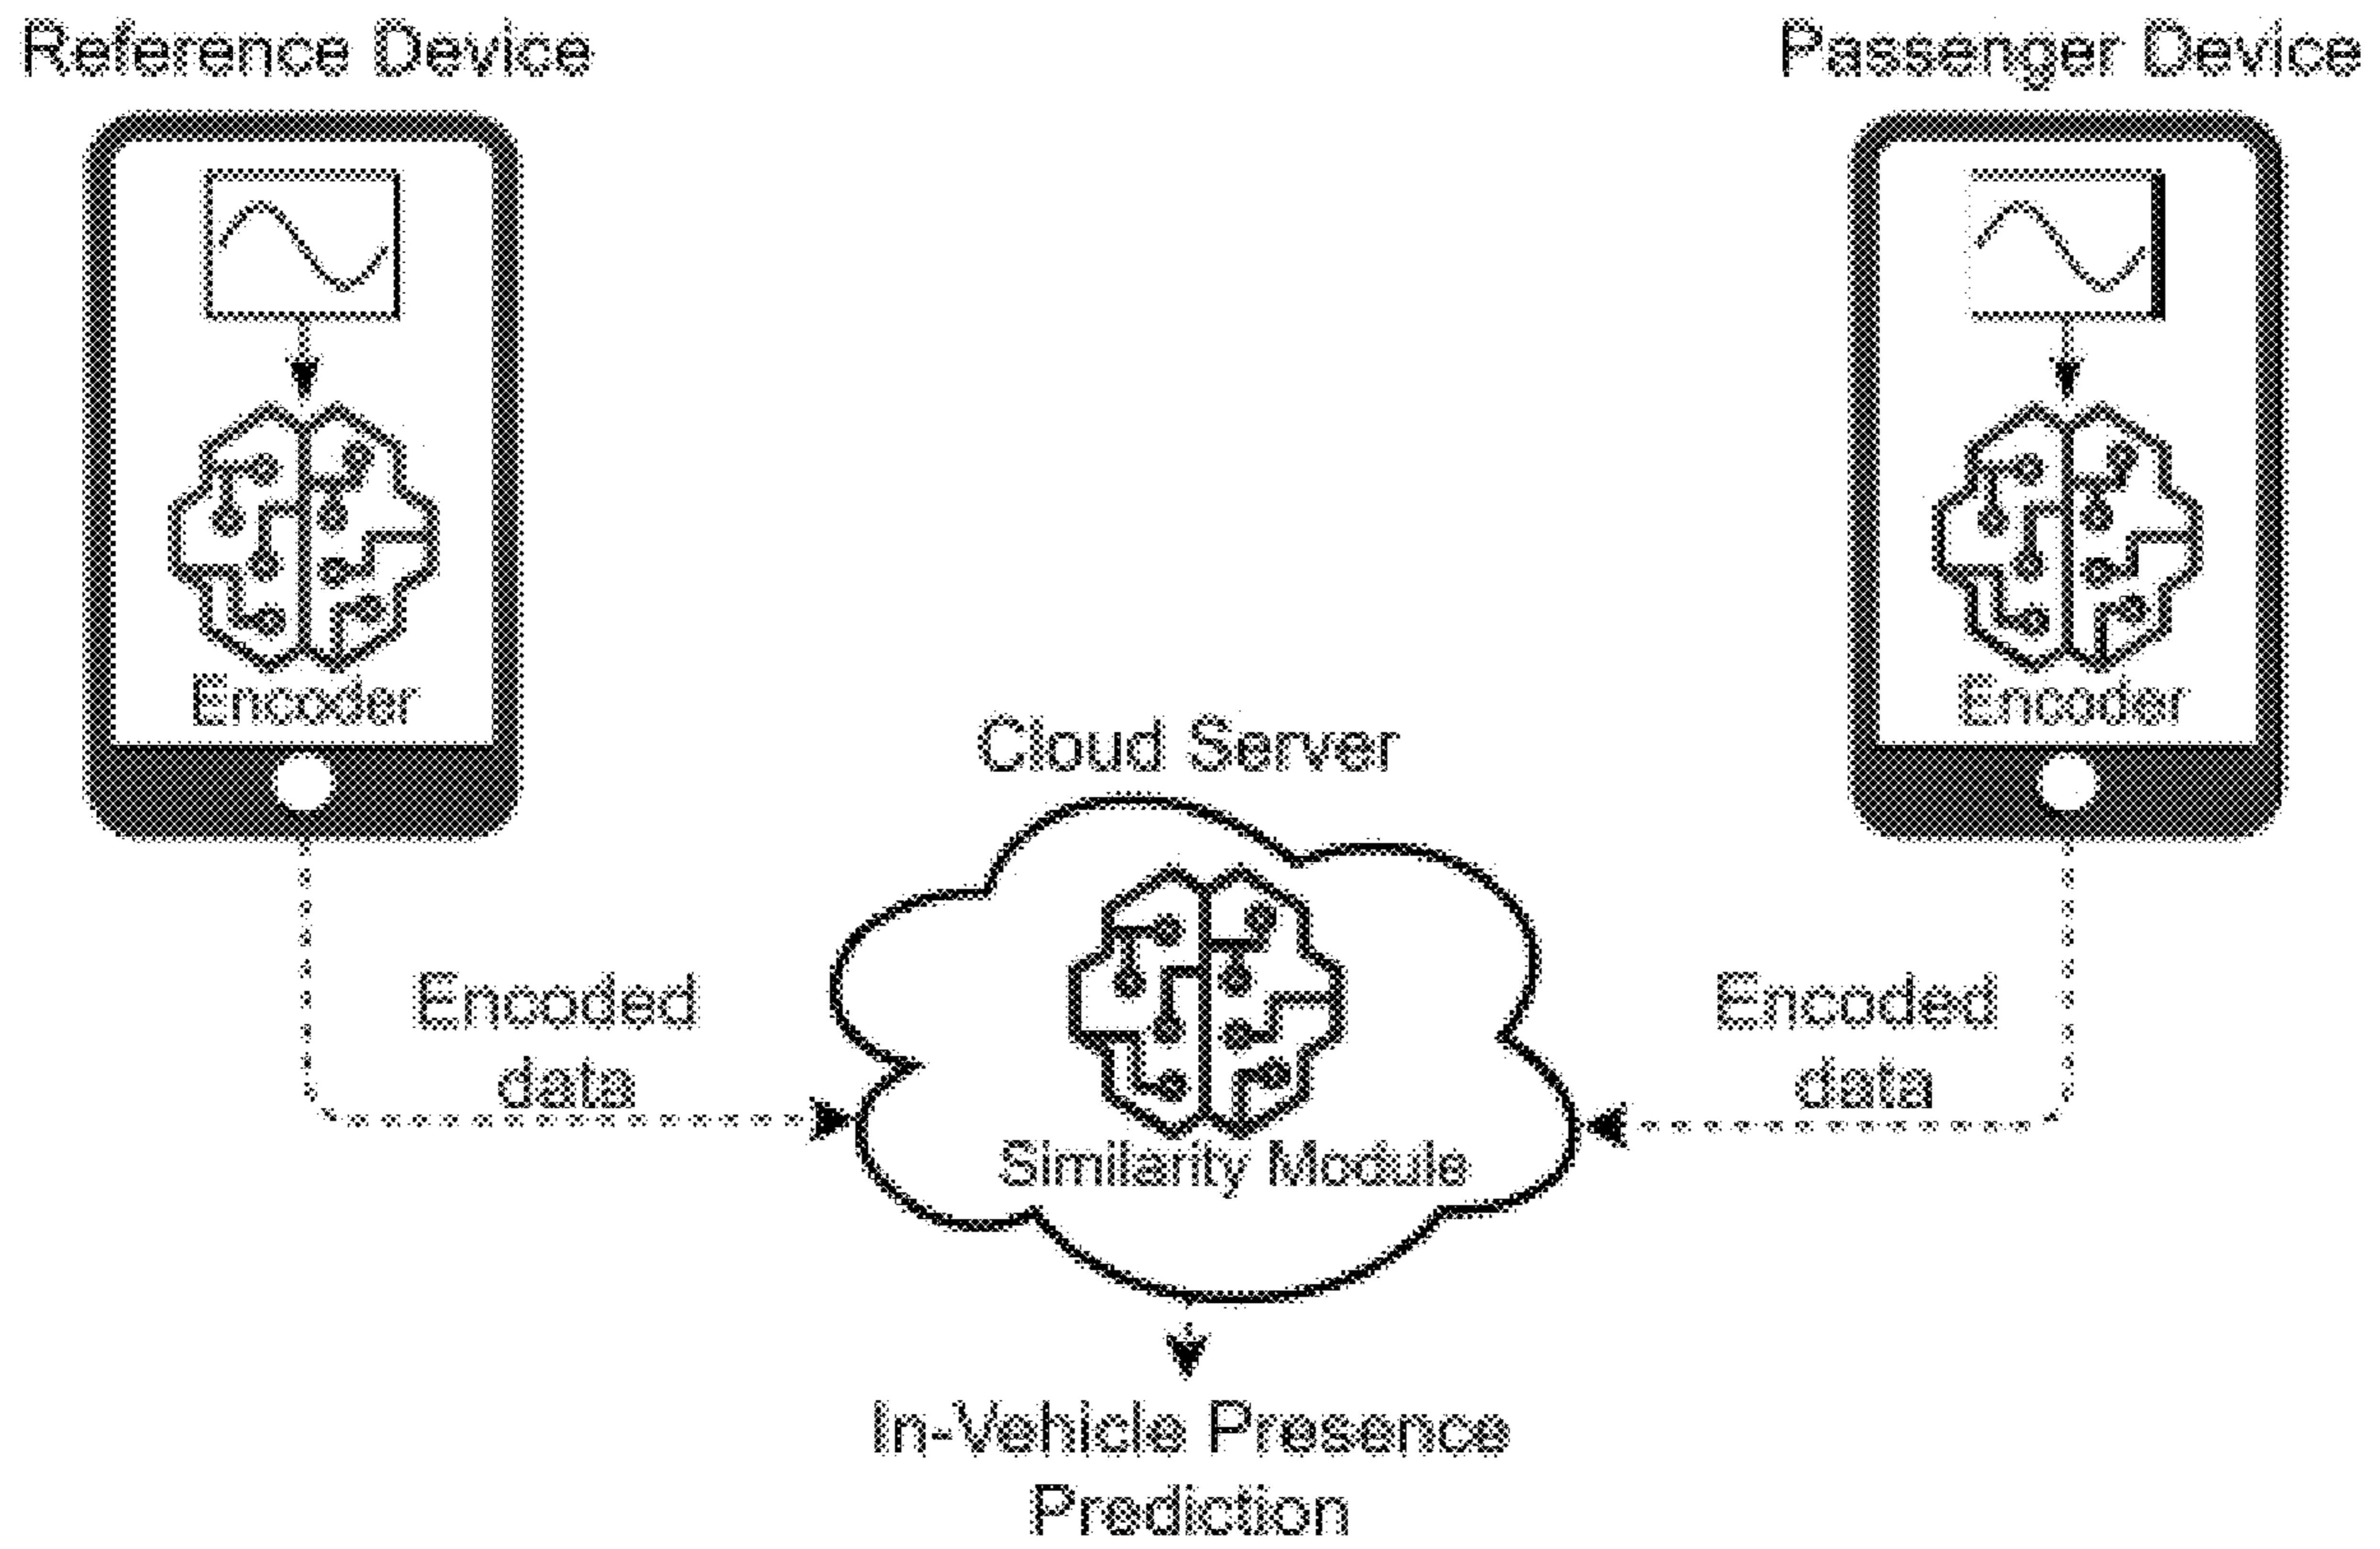 Reference Device
Passenger Device
Encoder
Encoder
Cloud Server
Encoded
data
Encoded
data
Similarity Module
In-Vehicle Presence
Prediction